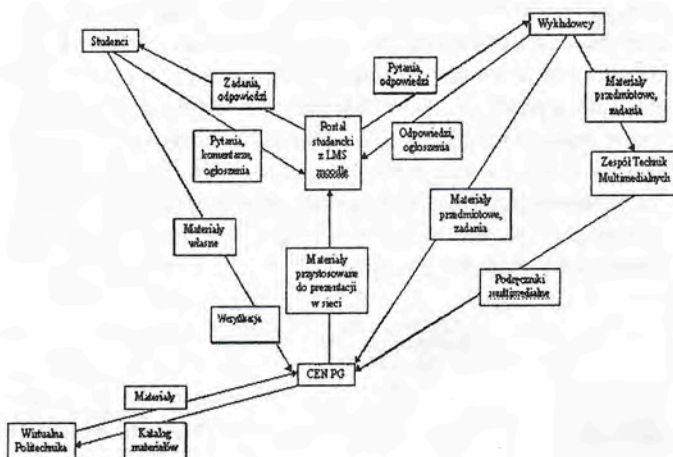 Studenci
Wykładowcy
Zadania,
odpowiedzi
Pytania,
odpowiedzi
Materiały
przedmiotowe,
zadania
Portal
studencki
z LMS
moodle
Pytania,
komentarze,
ogłoszenia
Odpowiedzi,
ogłoszenia
Zespół Technik
Multimedialnych
Materiały
własne
Materiały
przedmiotowe,
zadania
Materiały
przystosowane
do prezentacji
w sieci
Podręczniki
multimedialne
Weryfikacja
CEN PG
Materiały
Wirtualna
Politechnika
Katalog
materiałów